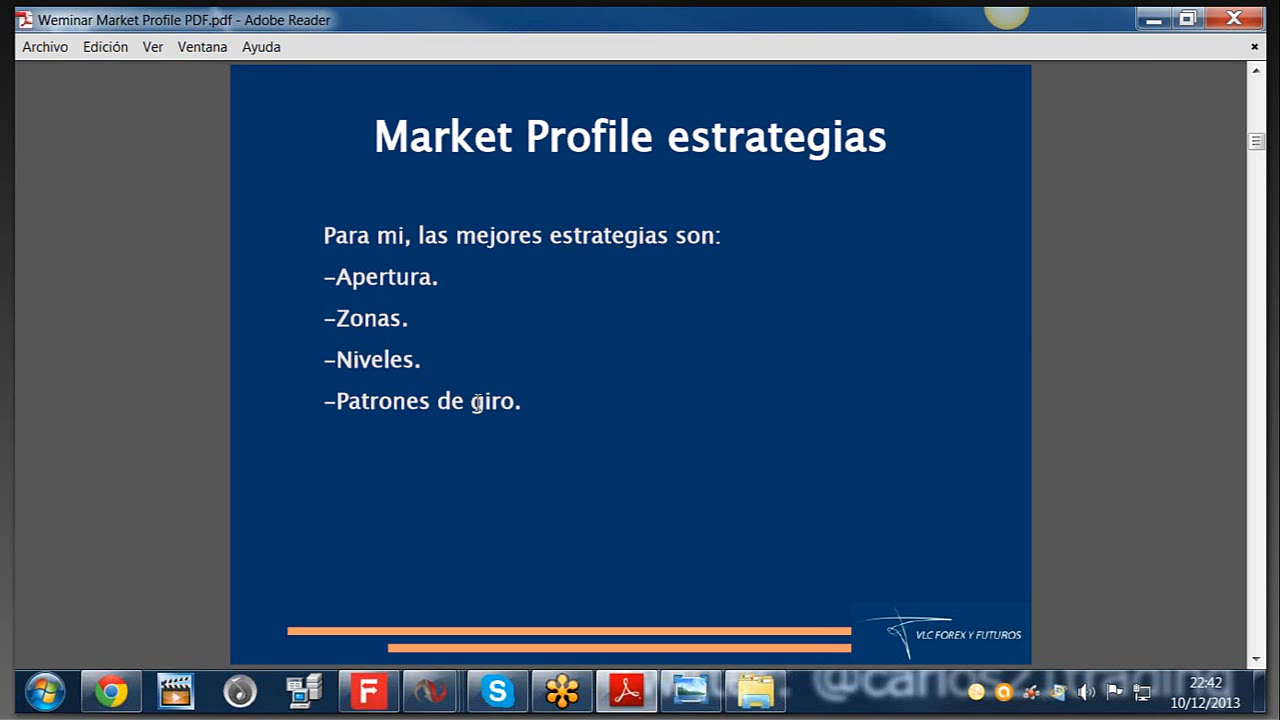 Weminar Market Profile PDF.pdf - Adobe Reader
Archivo Edición Ver Ventana Ayuda
Market Profile estrategias
Para mi, las mejores estrategias son:
-Apertura.
-Zonas.
-Niveles.
-Patrones de giro.
VLC FOREX Y FUTUROS
22:42
10/12/2013